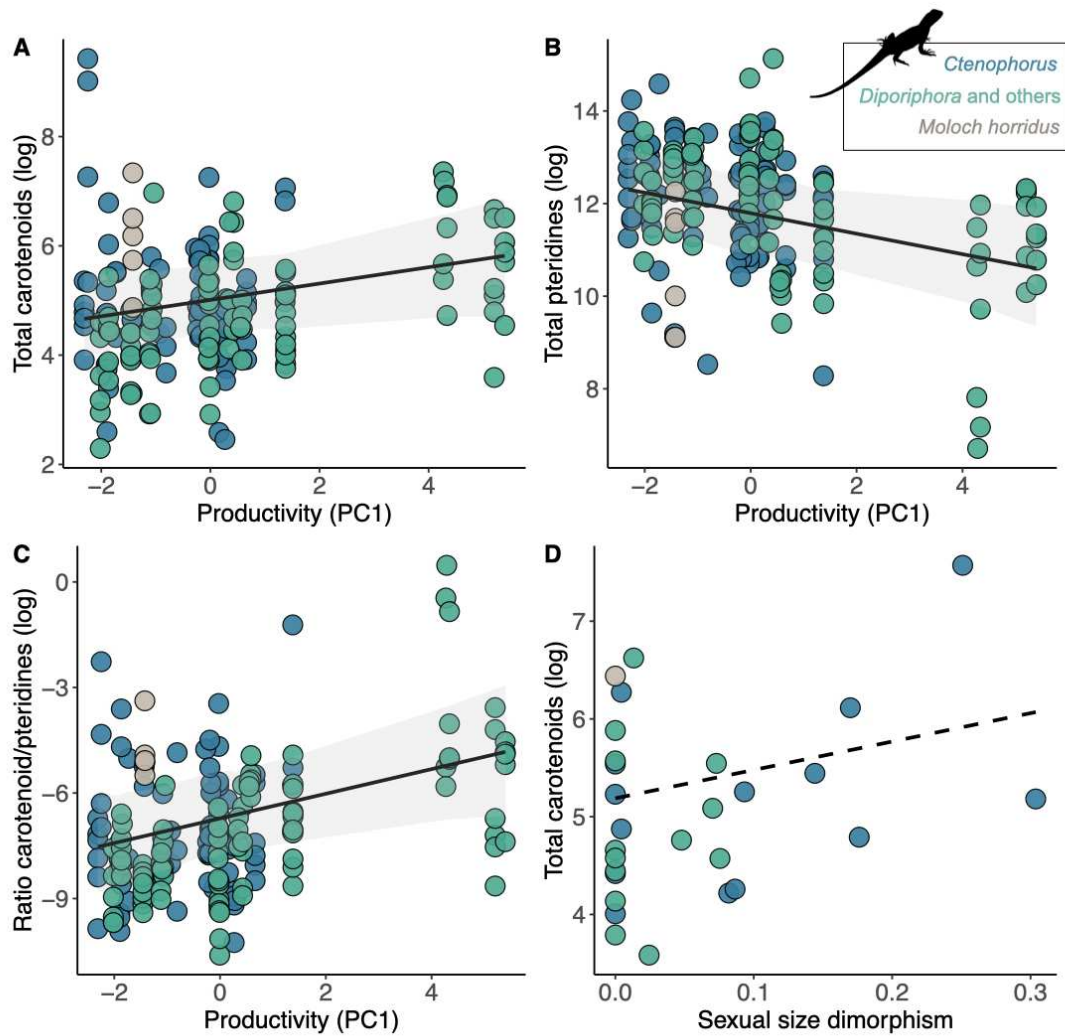 A
Total carotenoids (log)
8
6
4
2
−2
0
2
4
Productivity (PC1)
B
Ctenophorus
Diporiphora and others
Moloch horridus
Total pteridines (log)
14
12
10
8
−2
0
2
4
Productivity (PC1)
C
Ratio carotenoid/pteridines (log)
0
−3
−6
−9
−2
0
2
4
Productivity (PC1)
D
Total carotenoids (log)
7
6
5
4
0.0
0.1
0.2
0.3
Sexual size dimorphism